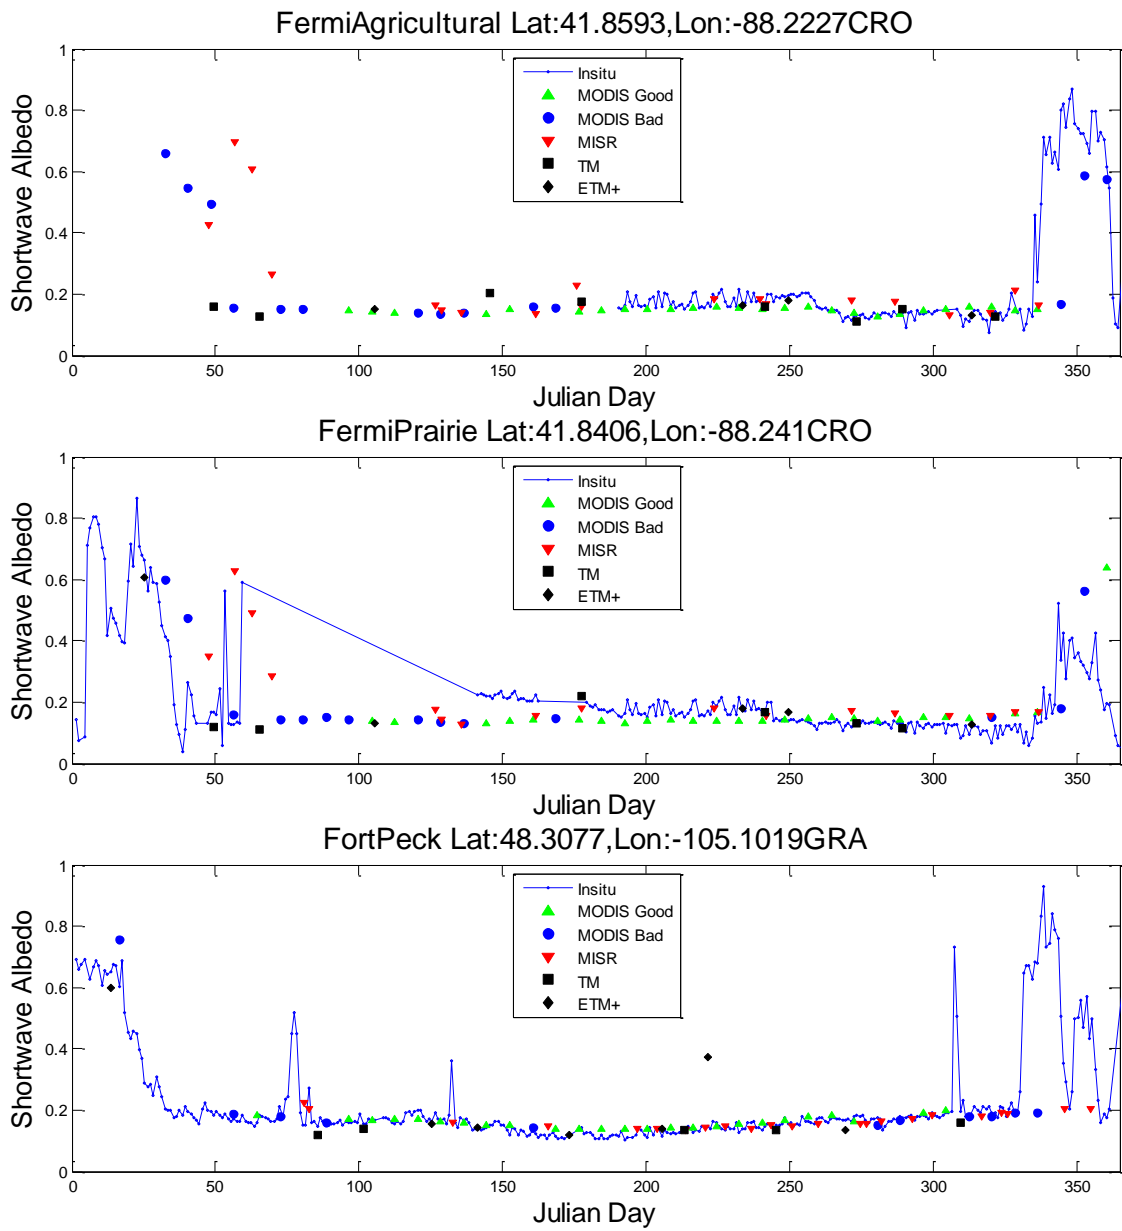 FermiAgricultural Lat:41.8593,Lon:-88.2227CRO
1
0.8
0.6
0.4
0.2
0
Shortwave Albedo
Insitu
MODIS Good
MODIS Bad
MISR
TM
ETM+
0 50 100 150 200 250 300 350
Julian Day
FermiPrairie Lat:41.8406,Lon:-88.241CRO
1
0.8
0.6
0.4
0.2
0
Shortwave Albedo
Insitu
MODIS Good
MODIS Bad
MISR
TM
ETM+
0 50 100 150 200 250 300 350
Julian Day
FortPeck Lat:48.3077,Lon:-105.1019GRA
1
0.8
0.6
0.4
0.2
0
Shortwave Albedo
Insitu
MODIS Good
MODIS Bad
MISR
TM
ETM+
0 50 100 150 200 250 300 350
Julian Day